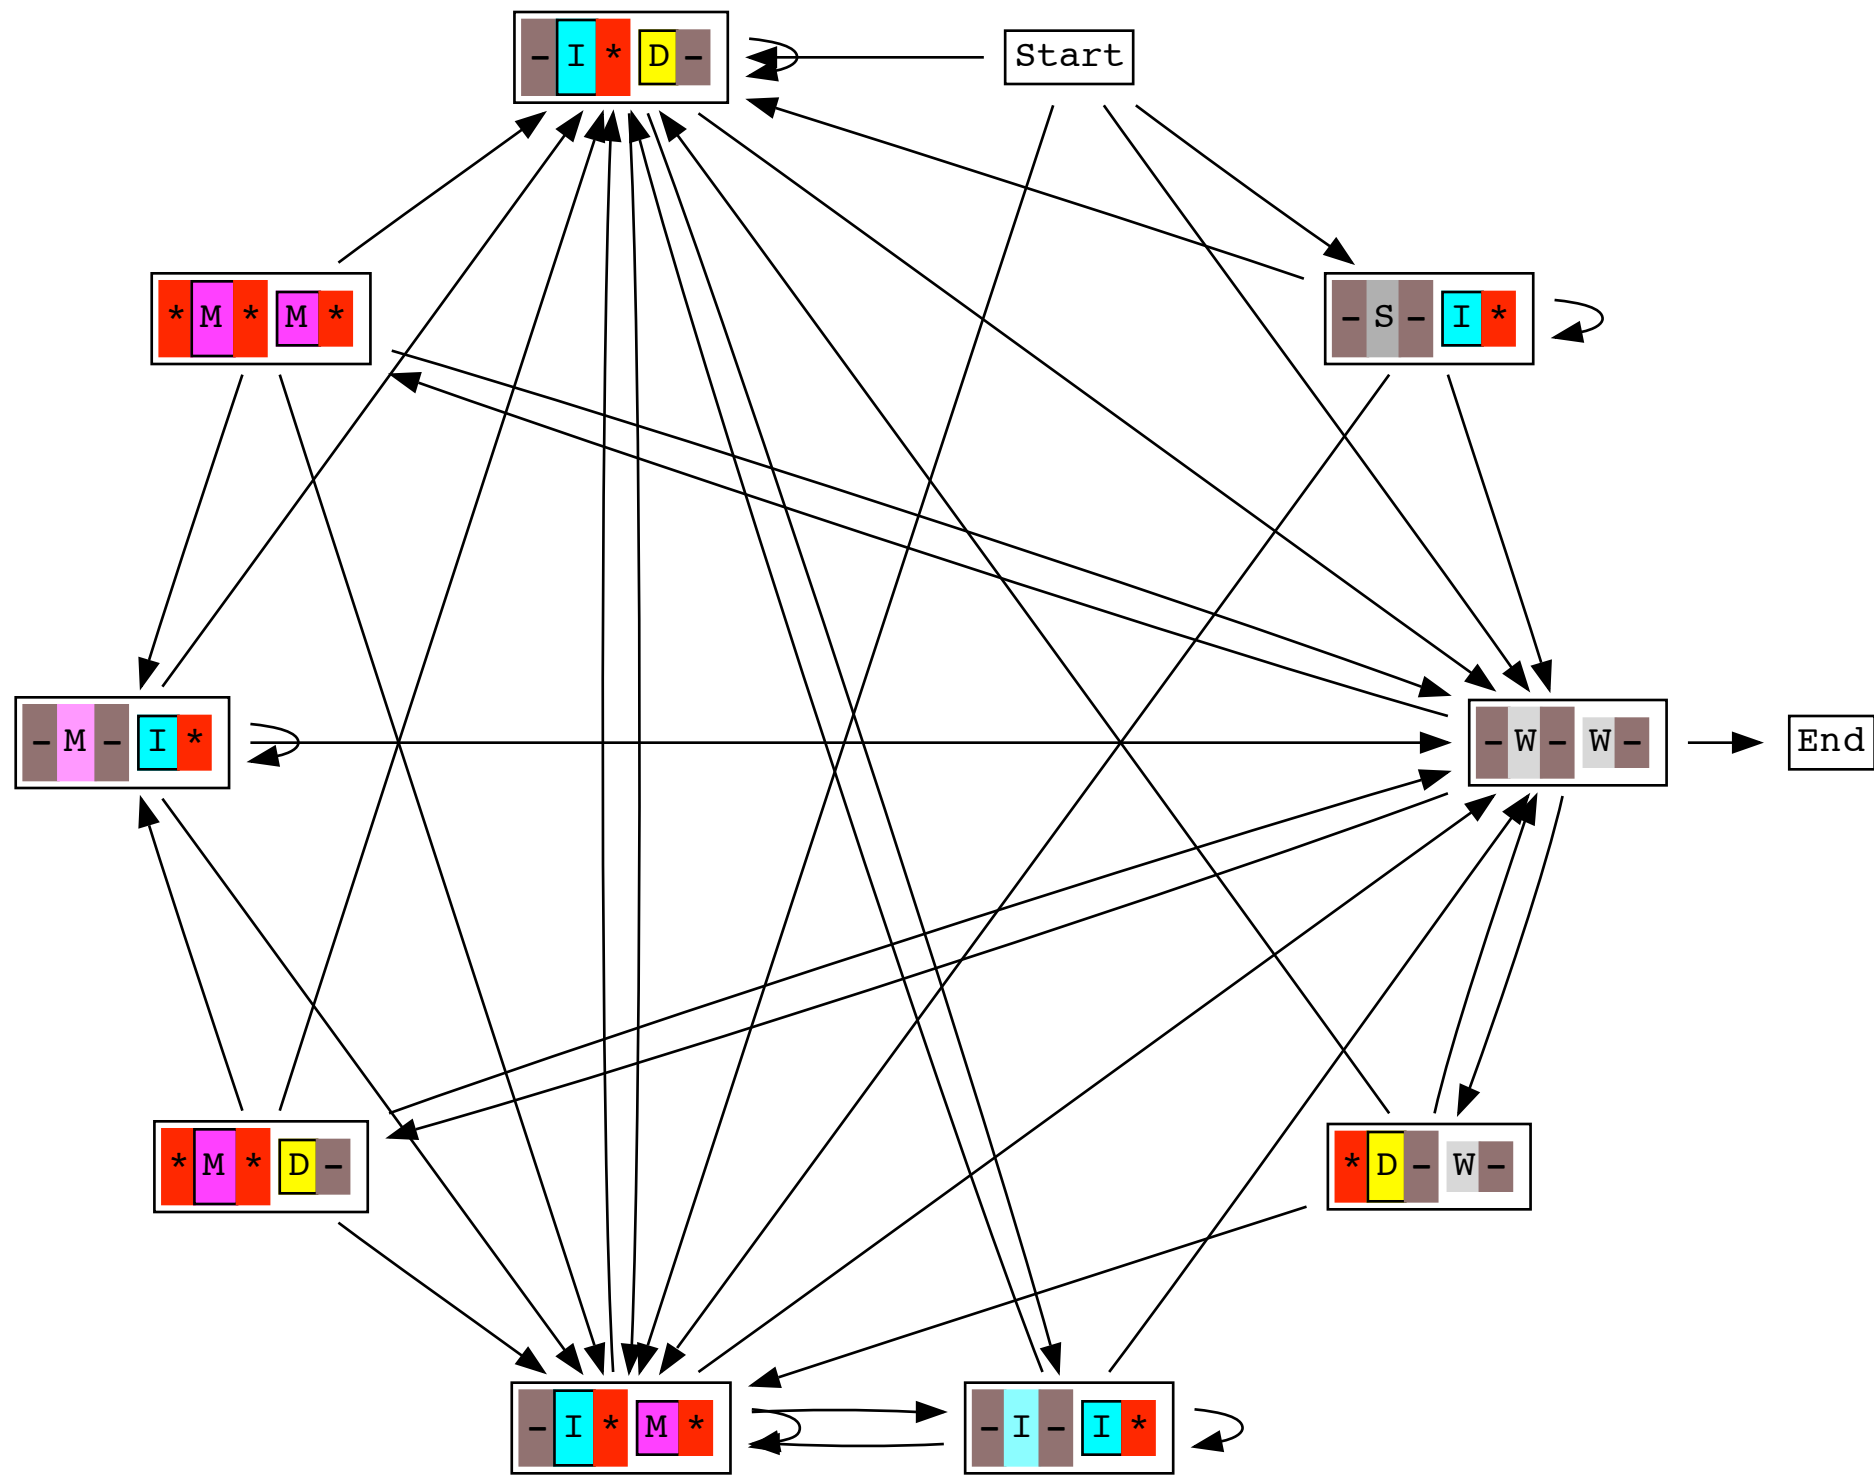 -I* D-
Start
*M* M*
-S- I*
-M- I*
-W- W-
End
*M* D-
*D- W-
-I* M*
-I- I*